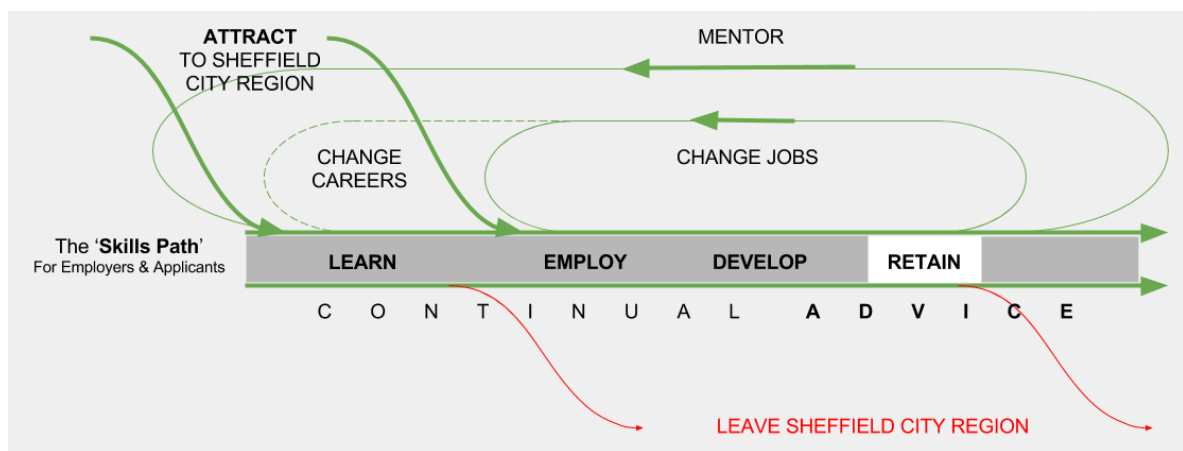 ATTRACT
TO SHEFFIELD
CITY REGION
MENTOR
CHANGE
CAREERS
CHANGE JOBS
The ‘Skills Path’
For Employers & Applicants
LEARN EMPLOY DEVELOP RETAIN
C O N T I N U A L A D V I C E
LEAVE SHEFFIELD CITY REGION